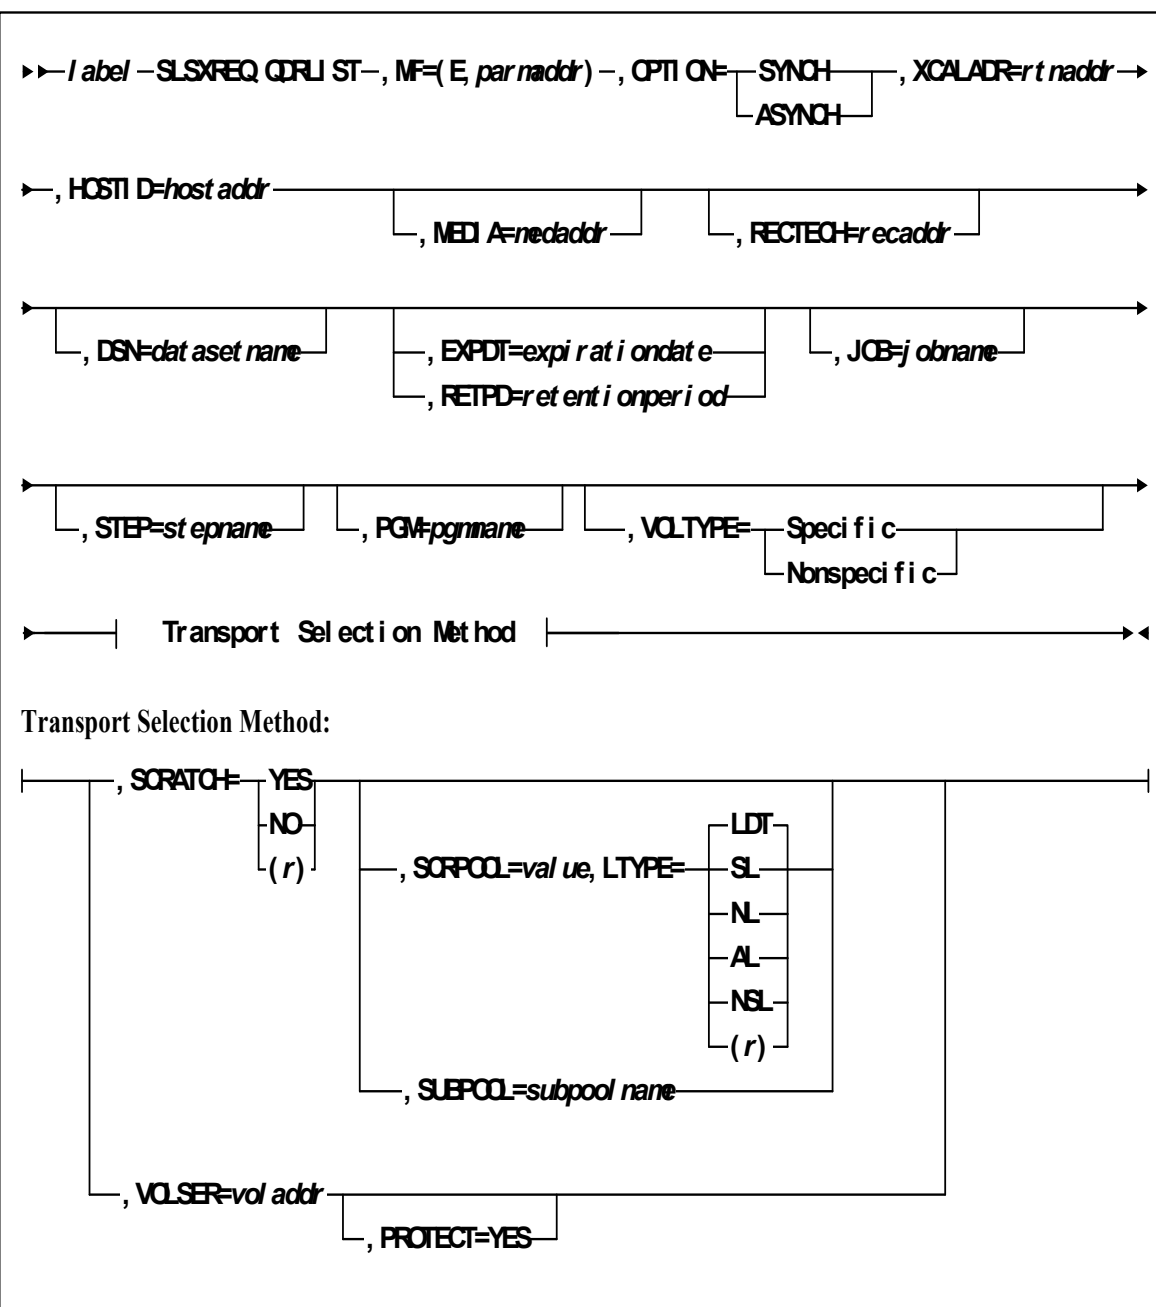 label SLSXREQ QDRLIST , MF=(E, parmaddr) , OPTION= SYNCH , XCALADR=rtnaddr
ASYNCH
, HOSTID=hostaddr
, MEDIA=medaddr , RECTECH=recaddr
, DSN=datasetname , EXPDT=expirationdate , JOB=jobname
, RETPD=retentionperiod
, STEP=stepname , PGM=pgmname , VOLTYPE= Specific
Nonspecific
Transport Selection Method
Transport Selection Method:
, SCRATCH= YES
NO
(r)
LDT
, SCRPOOL=value, LTYPE= SL
NL
AL
NSL
(r)
, SUBPOOL=subpoolname
, VOLSER=voladdr
, PROTECT=YES